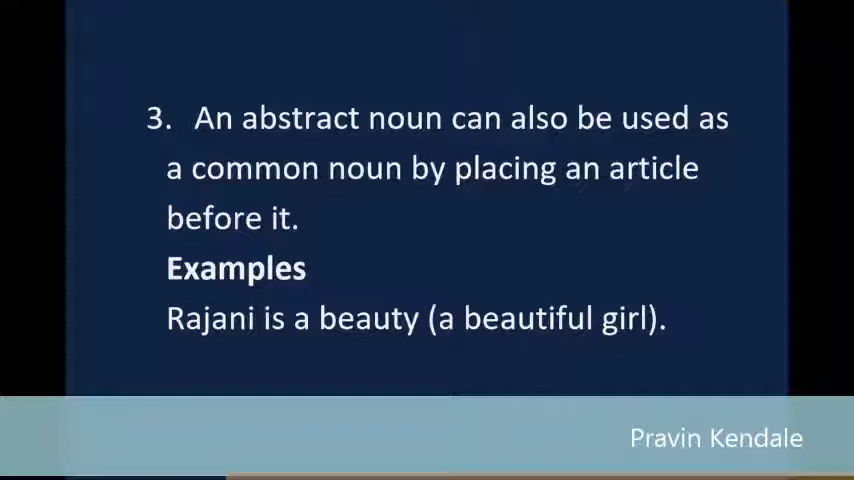 3. An abstract noun can also be used as
a common noun by placing an article
before it.
Examples
Rajani is a beauty (a beautiful girl).
Pravin Kendale